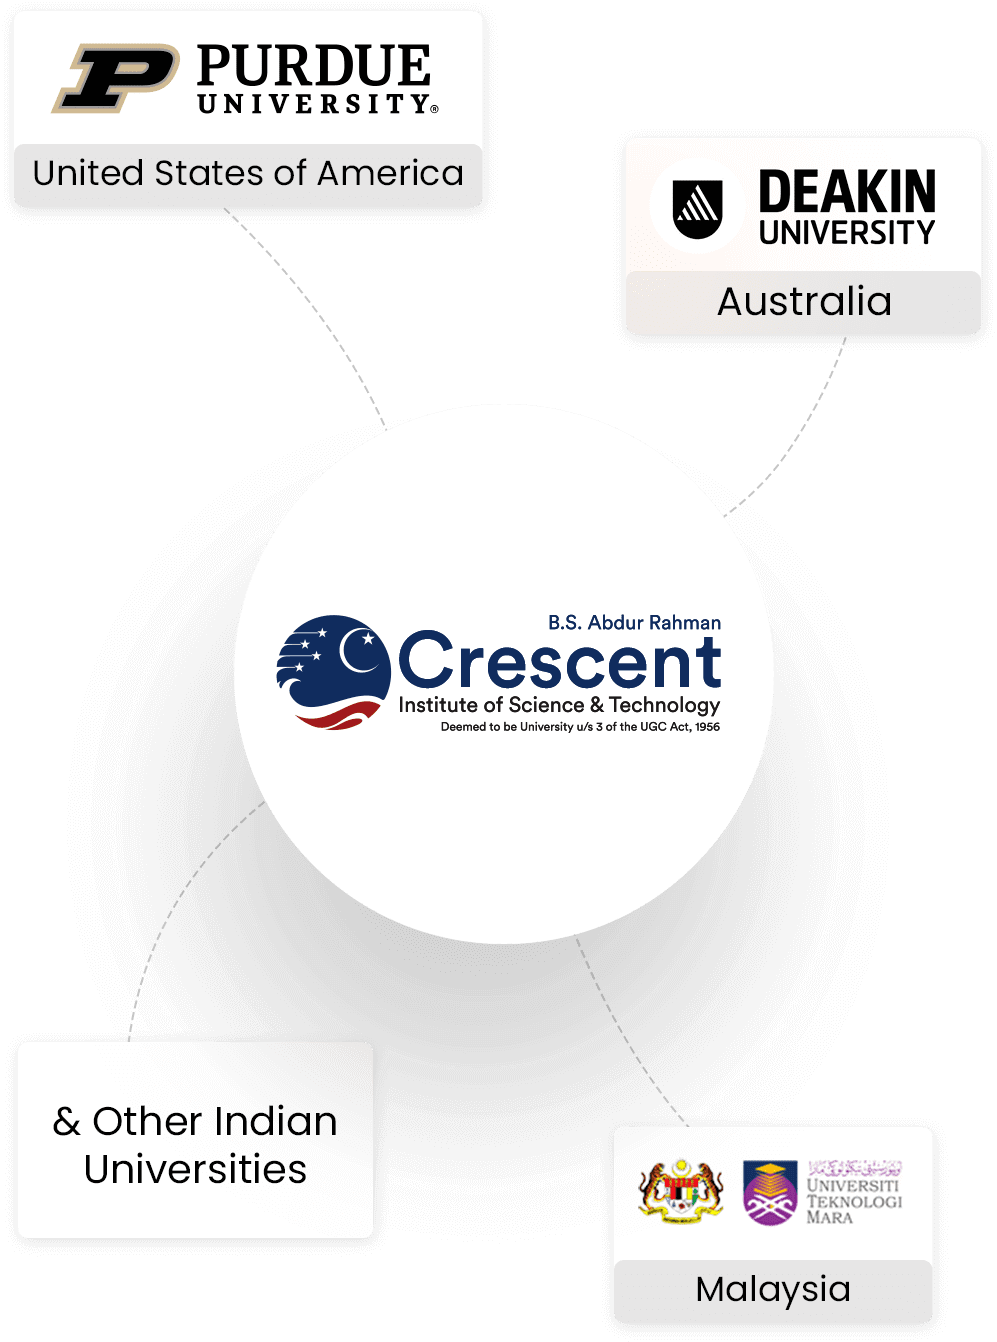 PURDUE
UNIVERSITY®
United States of America
DEAKIN
UNIVERSITY
Australia
B.S. Abdur Rahman
Crescent
Institute of Science & Technology
Deemed to be University u/s 3 of the UGC Act, 1956
& Other Indian
Universities
UNIVERSITI
TEKNOLOGI
MARA
Malaysia